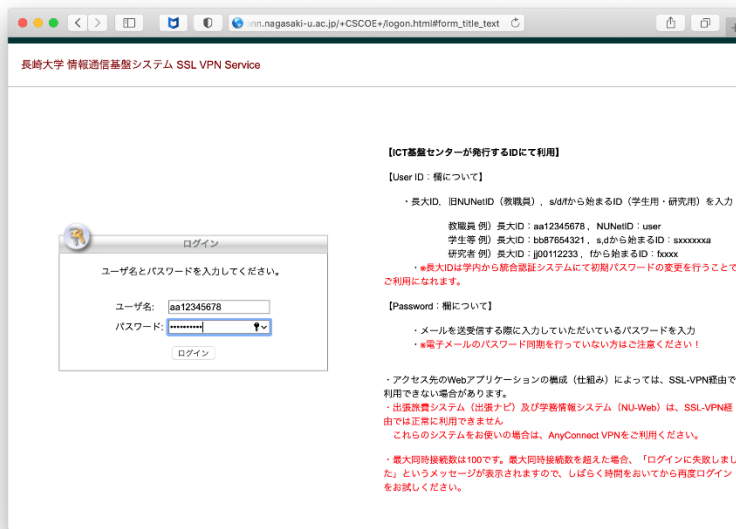 nn.nagasaki-u.ac.jp/+CSCOE+/logon.html#form_title_text
長崎大学 情報通信基盤システム SSL VPN Service
ログイン
ユーザ名とパスワードを入力してください。
ユーザ名: aa12345678
パスワード: ••••••••••
ログイン
【ICT基盤センターが発行するIDにて利用】
【User ID：欄について】
・長大ID，旧NUNetID（教職員），s/d/fから始まるID（学生用・研究用）を入力
教職員 例）長大ID：aa12345678，NUNetID：user
学生等 例）長大ID：bb87654321，s,dから始まるID：sxxxxxxa
研究者 例）長大ID：jj00112233，fから始まるID：fxxxx
・※長大IDは学内から統合認証システムにて初期パスワードの変更を行うことで
ご利用になれます。
【Password：欄について】
・メールを送受信する際に入力していただいているパスワードを入力
・※電子メールのパスワード同期を行っていない方はご注意ください！
・アクセス先のWebアプリケーションの構成（仕組み）によっては、SSL-VPN経由で
利用できない場合があります。
・出張旅費システム（出張ナビ）及び学務情報システム（NU-Web）は、SSL-VPN経
由では正常に利用できません
これらのシステムをお使いの場合は、AnyConnect VPNをご利用ください。
・最大同時接続数は100です。最大同時接続数を超えた場合、「ログインに失敗しまし
た」というメッセージが表示されますので、しばらく時間をおいてから再度ログイン
をお試しください。